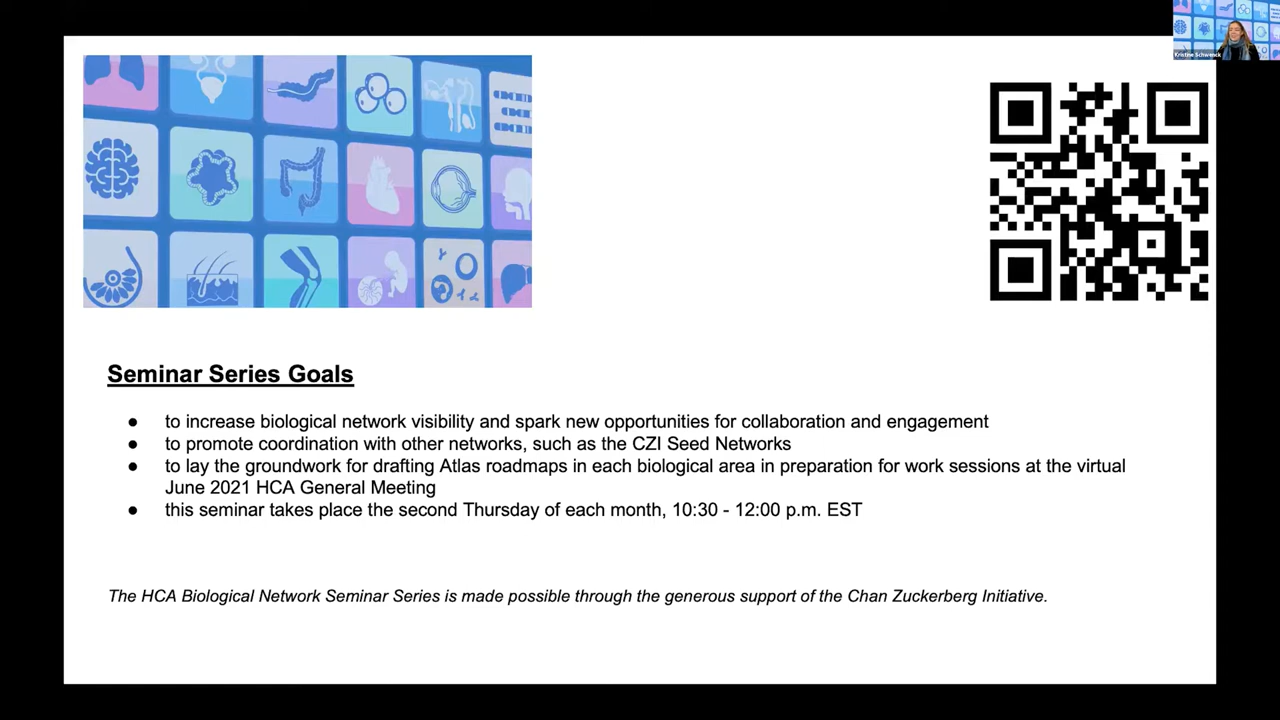 Kristine Schwenck
Seminar Series Goals
● to increase biological network visibility and spark new opportunities for collaboration and engagement
● to promote coordination with other networks, such as the CZI Seed Networks
● to lay the groundwork for drafting Atlas roadmaps in each biological area in preparation for work sessions at the virtual
June 2021 HCA General Meeting
● this seminar takes place the second Thursday of each month, 10:30 - 12:00 p.m. EST
The HCA Biological Network Seminar Series is made possible through the generous support of the Chan Zuckerberg Initiative.